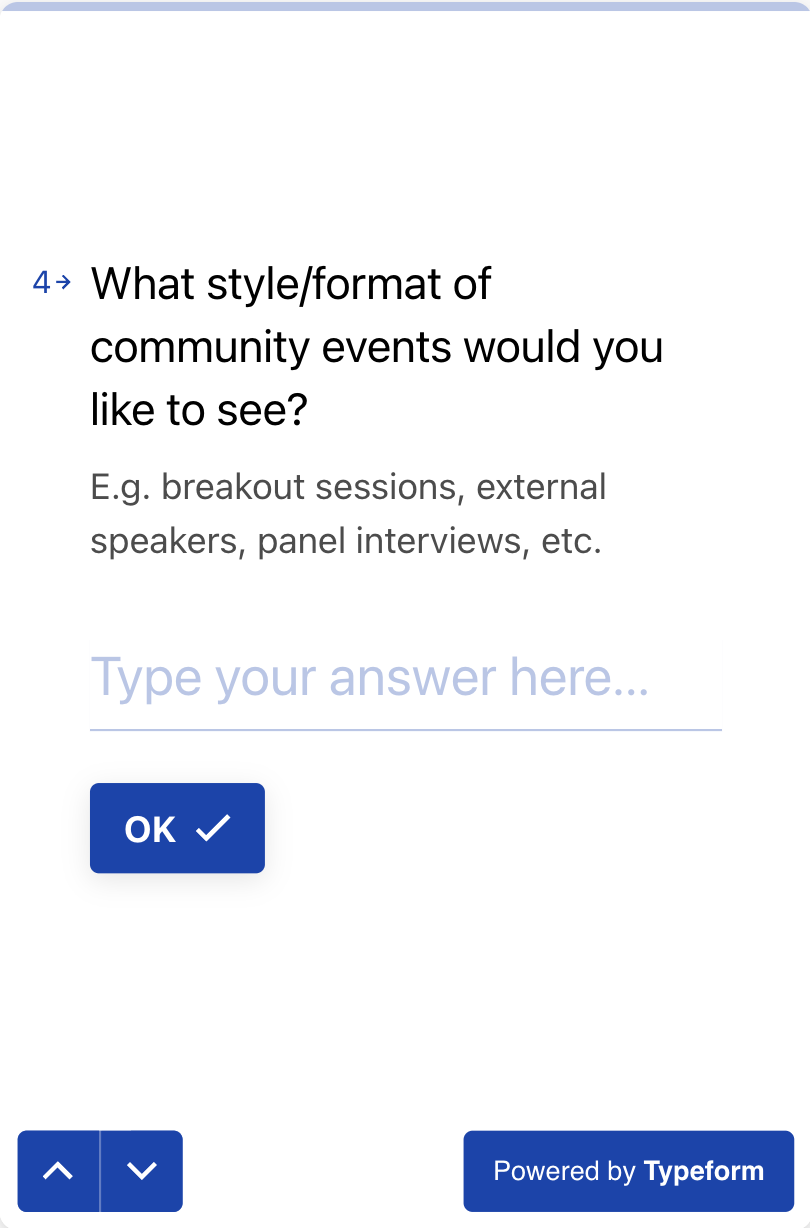 4→ What style/format of
community events would you
like to see?
E.g. breakout sessions, external
speakers, panel interviews, etc.
Type your answer here...
OK
Powered by Typeform